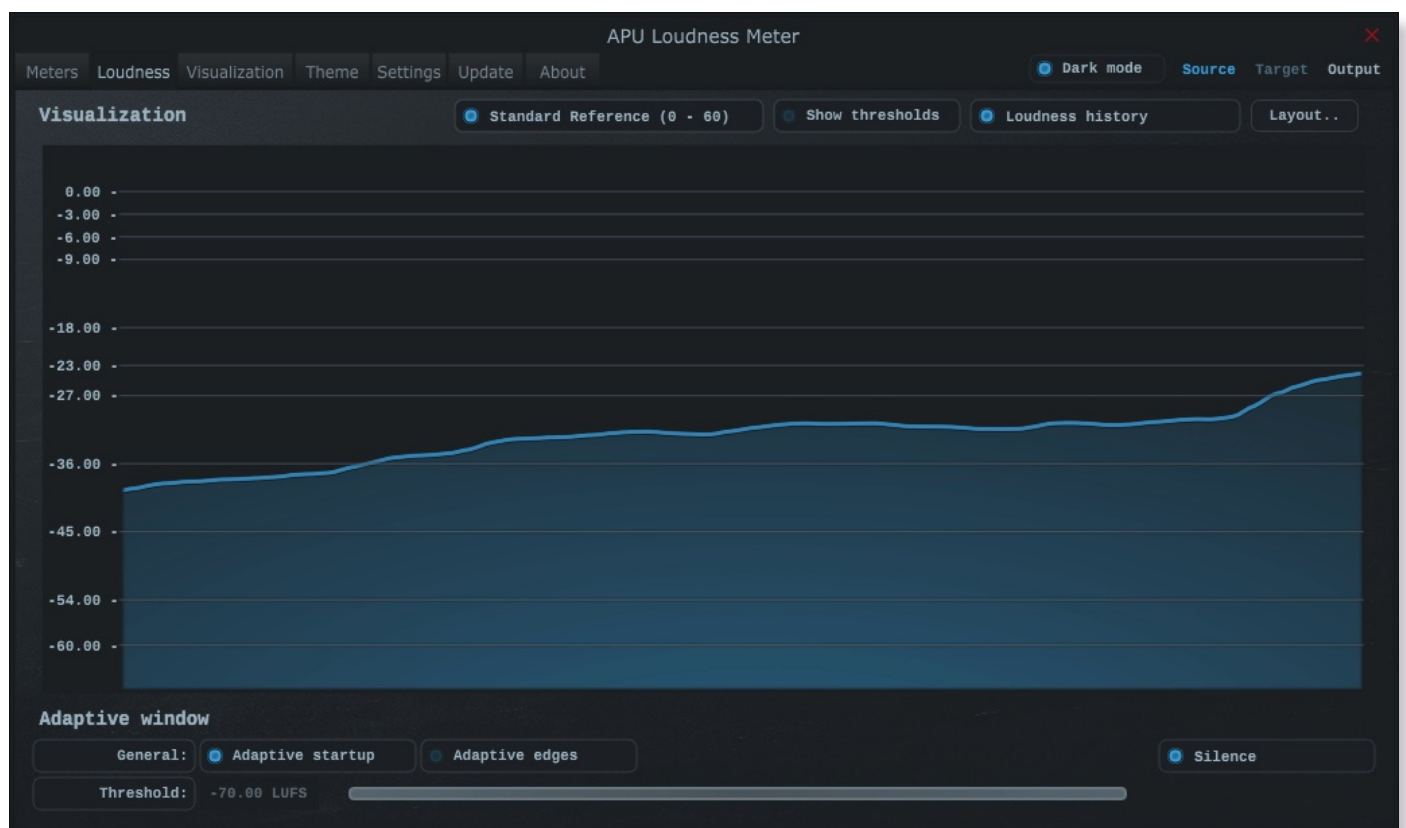 APU Loudness Meter
Meters Loudness Visualization Theme Settings Update About Dark mode Source Target Output
Visualization Standard Reference (0 - 60) Show thresholds Loudness history Layout..
0.00 -
-3.00 -
-6.00 -
-9.00 -
-18.00 -
-23.00 -
-27.00 -
-36.00 -
-45.00 -
-54.00 -
-60.00 -
Adaptive window
General: Adaptive startup Adaptive edges Silence
Threshold: -70.00 LUFS